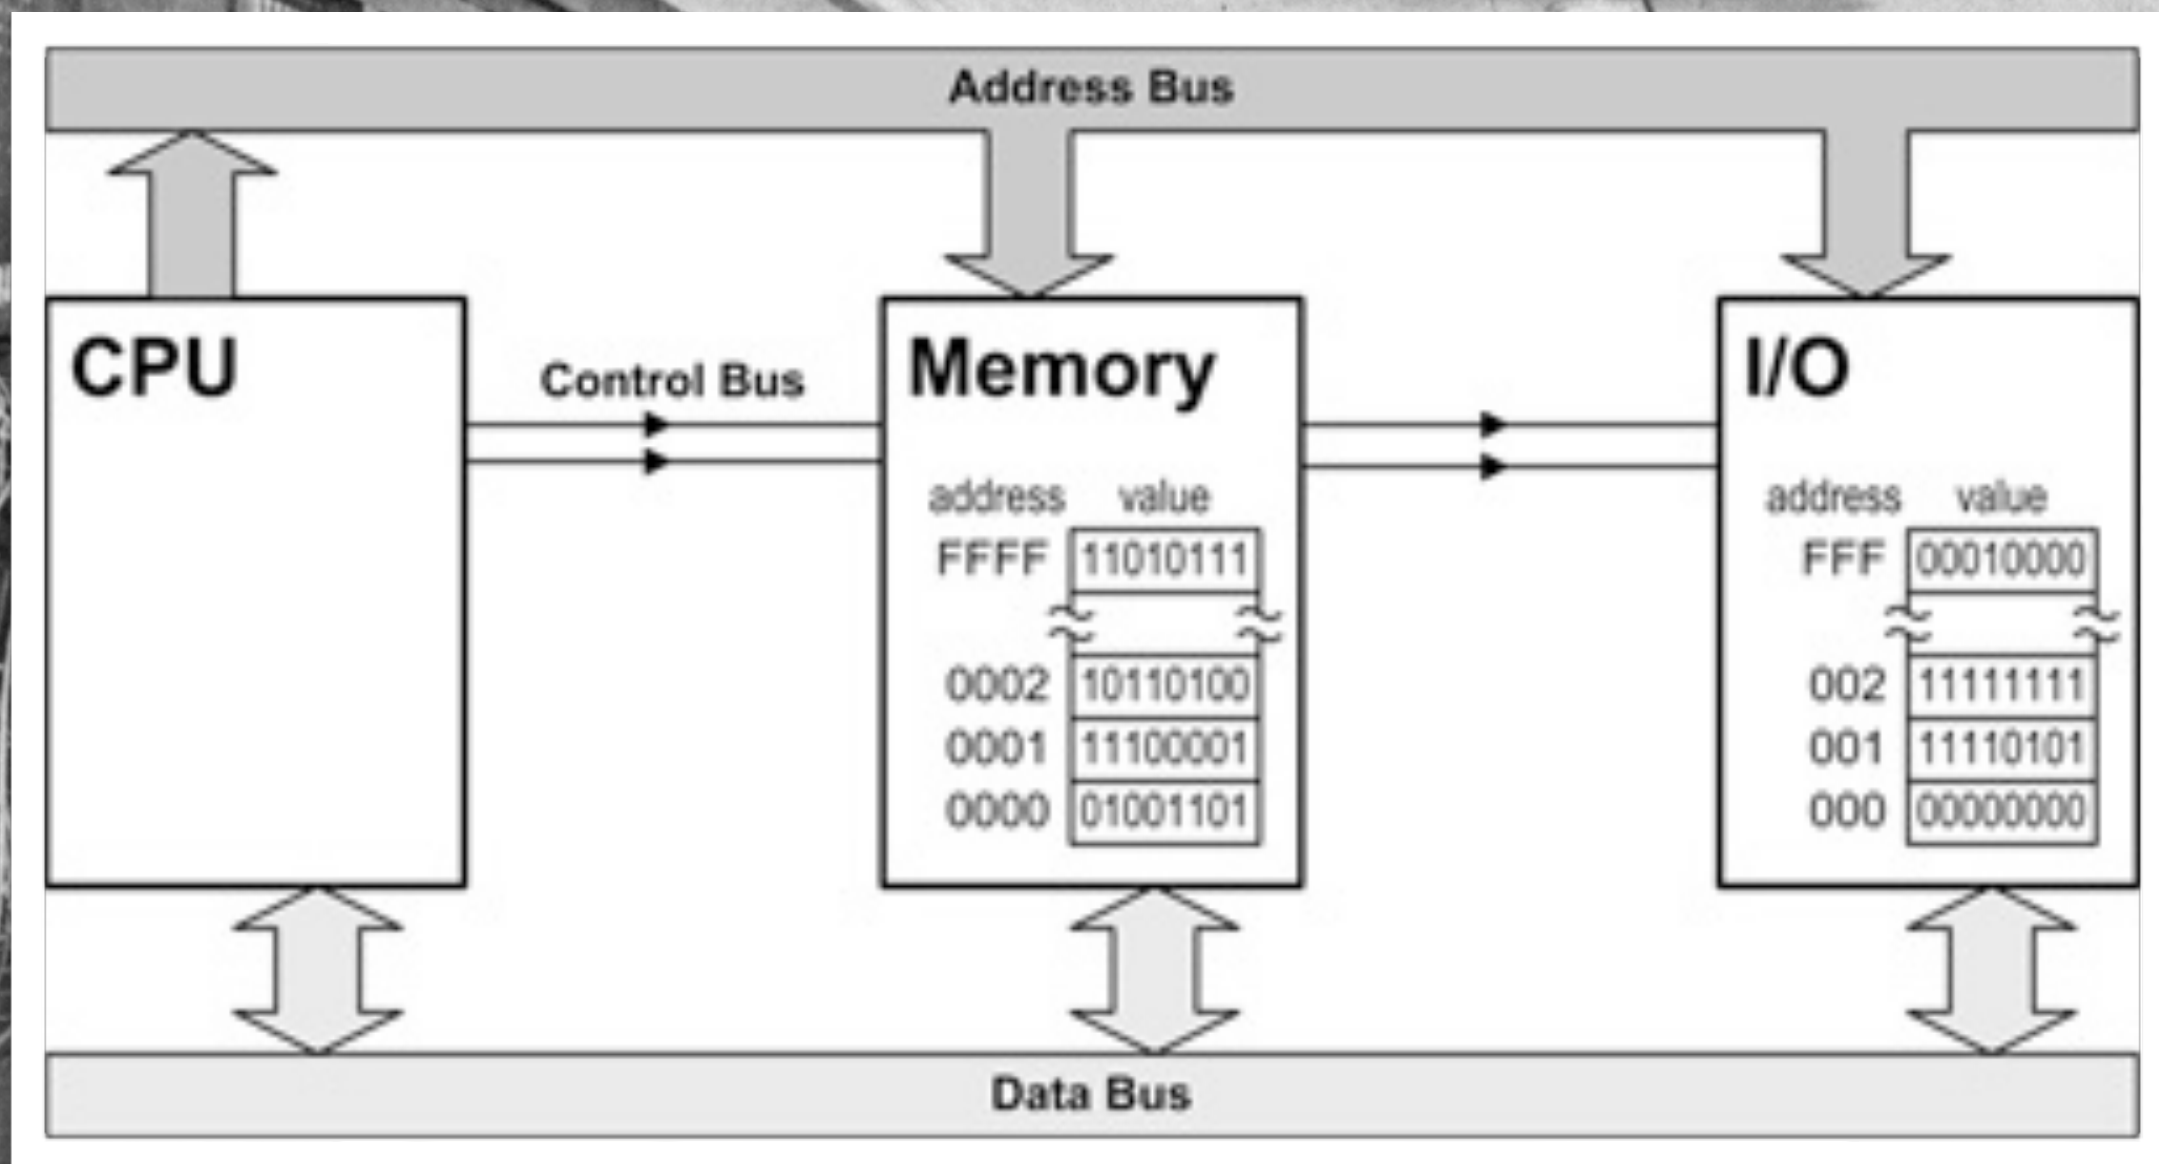 Address Bus
CPU
Control Bus
Memory
address value
FFFF 11010111
0002 10110100
0001 11100001
0000 01001101
I/O
address value
FFF 00010000
002 11111111
001 11110101
000 00000000
Data Bus